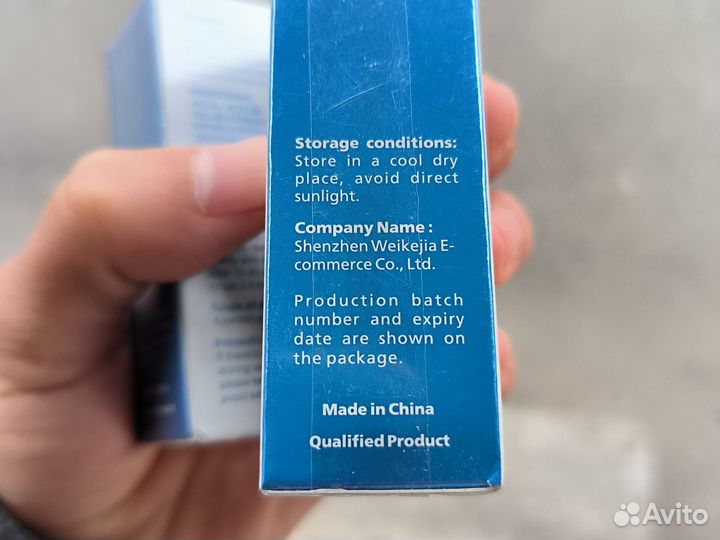 Storage conditions:
Store in a cool dry
place, avoid direct
sunlight.
Company Name :
Shenzhen Weikejia E-
commerce Co., Ltd.
Production batch
number and expiry
date are shown on
the package.
Made in China
Qualified Product
Avito